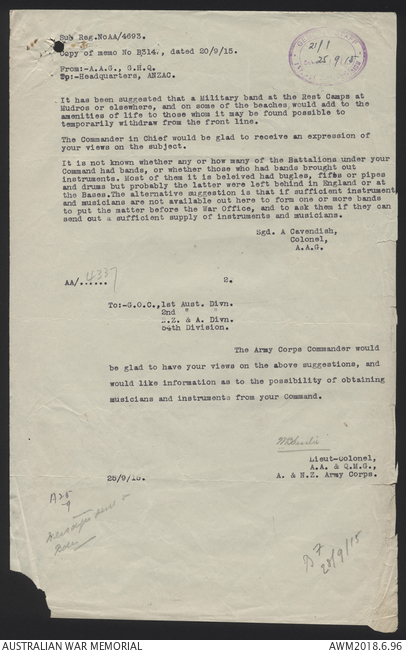 Sub Reg.NoAA/4693.
Copy of memo No B314., dated 20/9/15.
21/1
25.9.15
From:-A.A.G., G.H.Q.
To:-Headquarters, ANZAC.
It has been suggested that a Military band at the Rest Camps at
Mudros or elsewhere, and on some of the beaches would add to the
amenities of life to those whom it may be found possible to
temporarily withdraw from the front line.
The Commander in Chief would be glad to receive an expression of
your views on the subject.
It is not known whether any or how many of the Battalions under your
Command had bands, or whether those who had bands brought out
instruments. Most of them it is beleived had bugles, fifes or pipes
and drums but probably the latter were left behind in England or at
the Bases. The alternative suggestion is that if sufficient instrument
and musicians are not available out here to form one or more bands
to put the matter before the War Office, and to ask them if they can
send out a sufficient supply of instruments and musicians.
Sgd. A Cavendish,
Colonel,
A.A.G.
AA/...... 4337
2.
To:-G.O.C.,1st Aust. Divn.
2nd " "
N.Z. & A. Divn.
54th Division.
The Army Corps Commander would
be glad to have your views on the above suggestions, and
would like information as to the possibility of obtaining
musicians and instruments from your Command.
Lieut-Colonel,
A.A. & Q.M.G.,
A. & N.Z. Army Corps.
25/9/15.
AUSTRALIAN WAR MEMORIAL
AWM2018.6.96